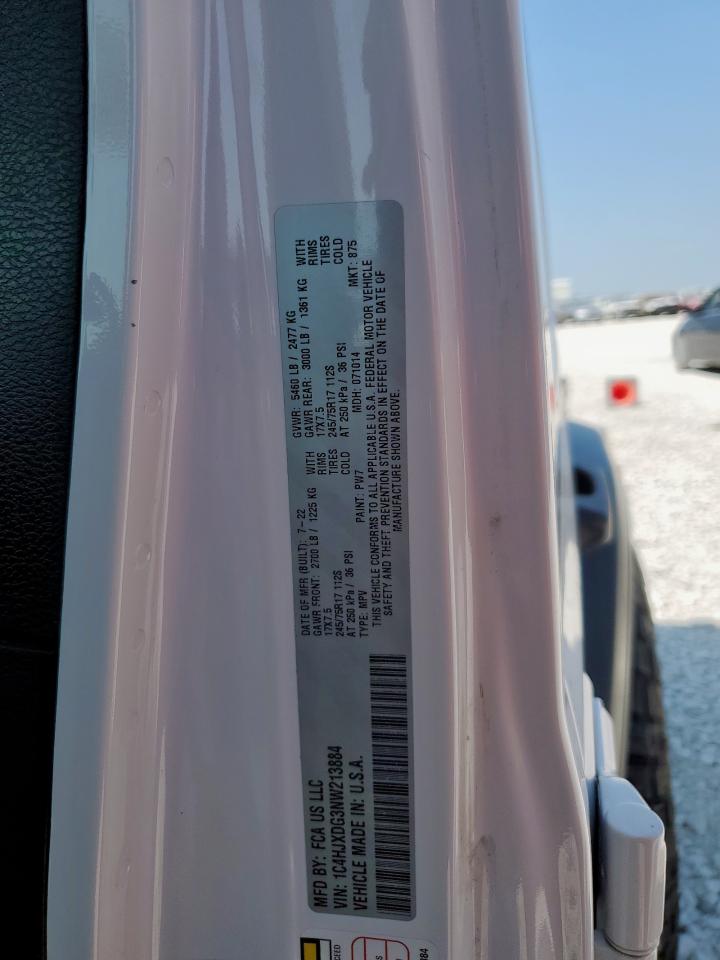 MFD BY: FCA US LLC
VIN: 1C4HJXDG3NW213884
VEHICLE MADE IN: U.S.A.
DATE OF MFR (BUILT): 7-22 GVWR: 5460 LB / 2477 KG
GAWR FRONT: 2700 LB / 1225 KG WITH GAWR REAR: 3000 LB / 1361 KG WITH
17X7.5 RIMS 17X7.5 RIMS
245/75R17 112S TIRES 245/75R17 112S TIRES
AT 250 kPa / 36 PSI COLD AT 250 kPa / 36 PSI COLD
TYPE: MPV PAINT: PW7 MDH: 071014 MKT: 875
THIS VEHICLE CONFORMS TO ALL APPLICABLE U.S.A. FEDERAL MOTOR VEHICLE
SAFETY AND THEFT PREVENTION STANDARDS IN EFFECT ON THE DATE OF
MANUFACTURE SHOWN ABOVE.
CEED
884